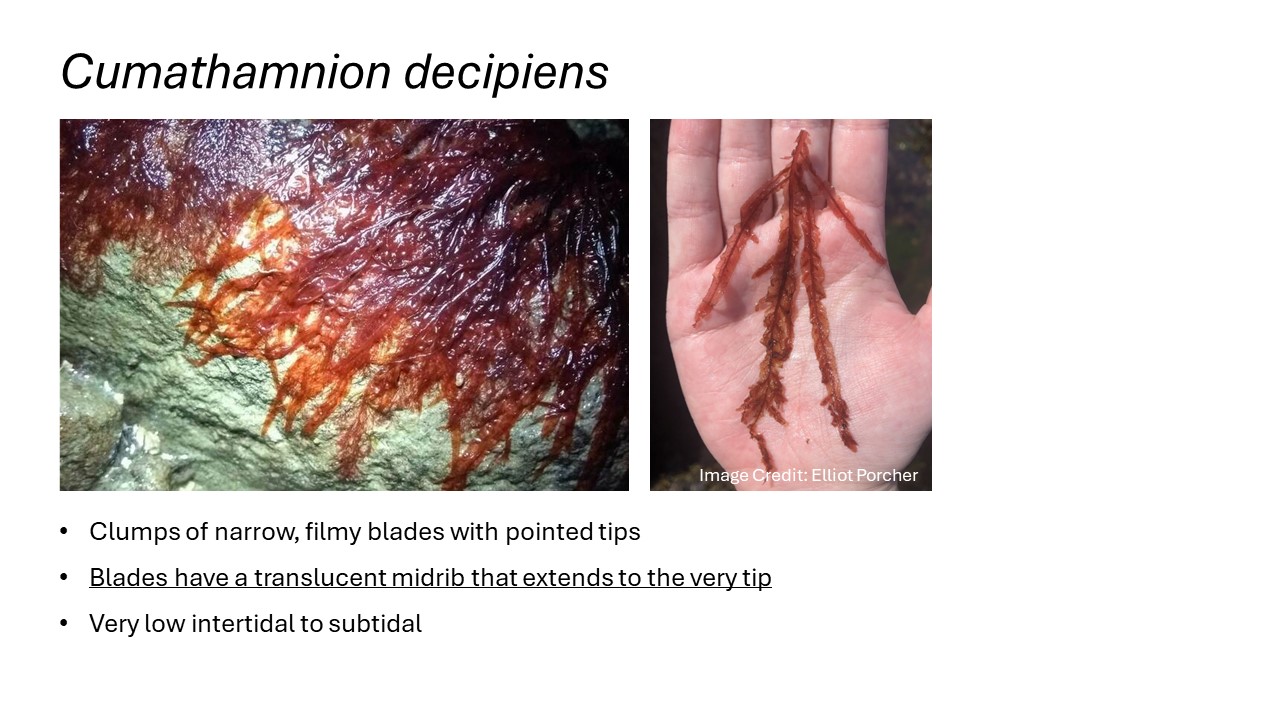 Cumathamnion decipiens
Image Credit: Elliot Porcher
• Clumps of narrow, filmy blades with pointed tips
• Blades have a translucent midrib that extends to the very tip
• Very low intertidal to subtidal